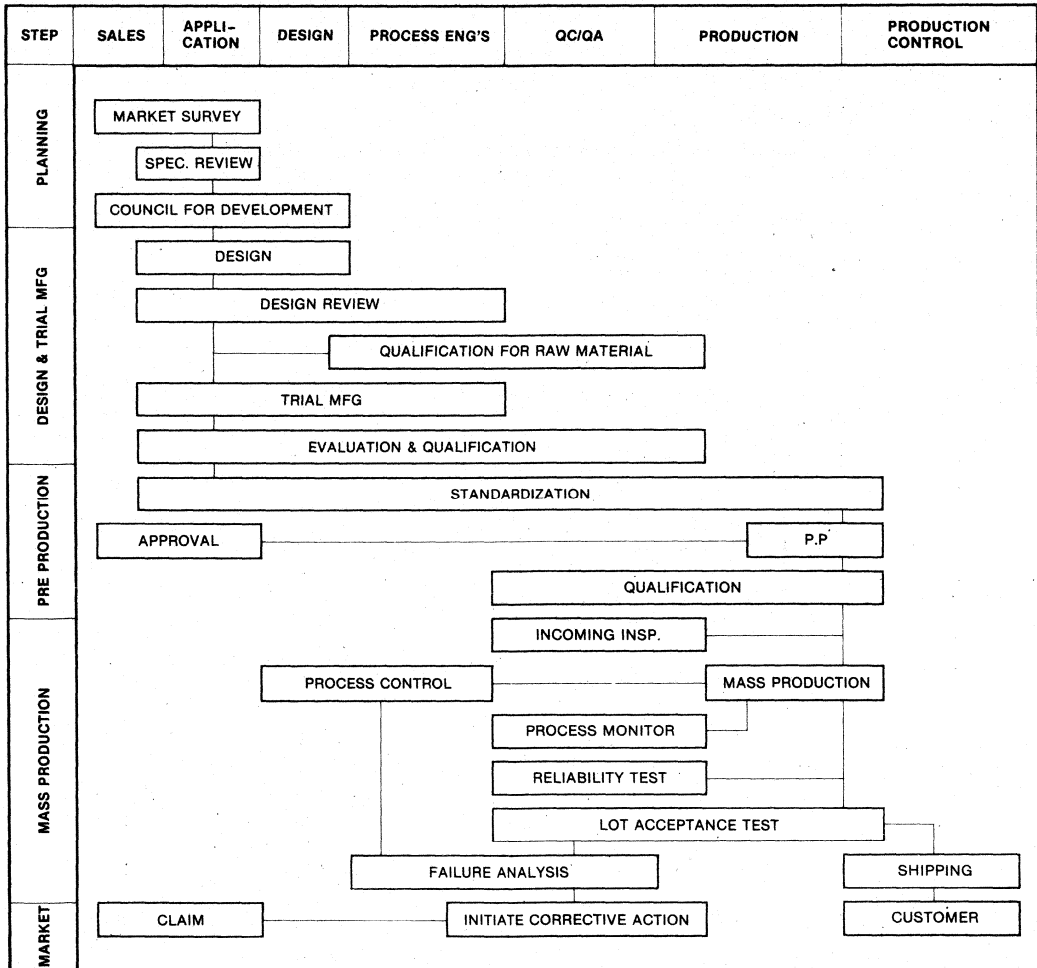 STEP
SALES
APPLI-
CATION
DESIGN
PROCESS ENG'S
QC/QA
PRODUCTION
PRODUCTION
CONTROL
PLANNING
MARKET SURVEY
SPEC. REVIEW
COUNCIL FOR DEVELOPMENT
DESIGN & TRIAL MFG
DESIGN
DESIGN REVIEW
QUALIFICATION FOR RAW MATERIAL
TRIAL MFG
EVALUATION & QUALIFICATION
PRE PRODUCTION
STANDARDIZATION
APPROVAL
P.P
QUALIFICATION
MASS PRODUCTION
INCOMING INSP.
PROCESS CONTROL
MASS PRODUCTION
PROCESS MONITOR
RELIABILITY TEST
LOT ACCEPTANCE TEST
FAILURE ANALYSIS
SHIPPING
MARKET
CLAIM
INITIATE CORRECTIVE ACTION
CUSTOMER